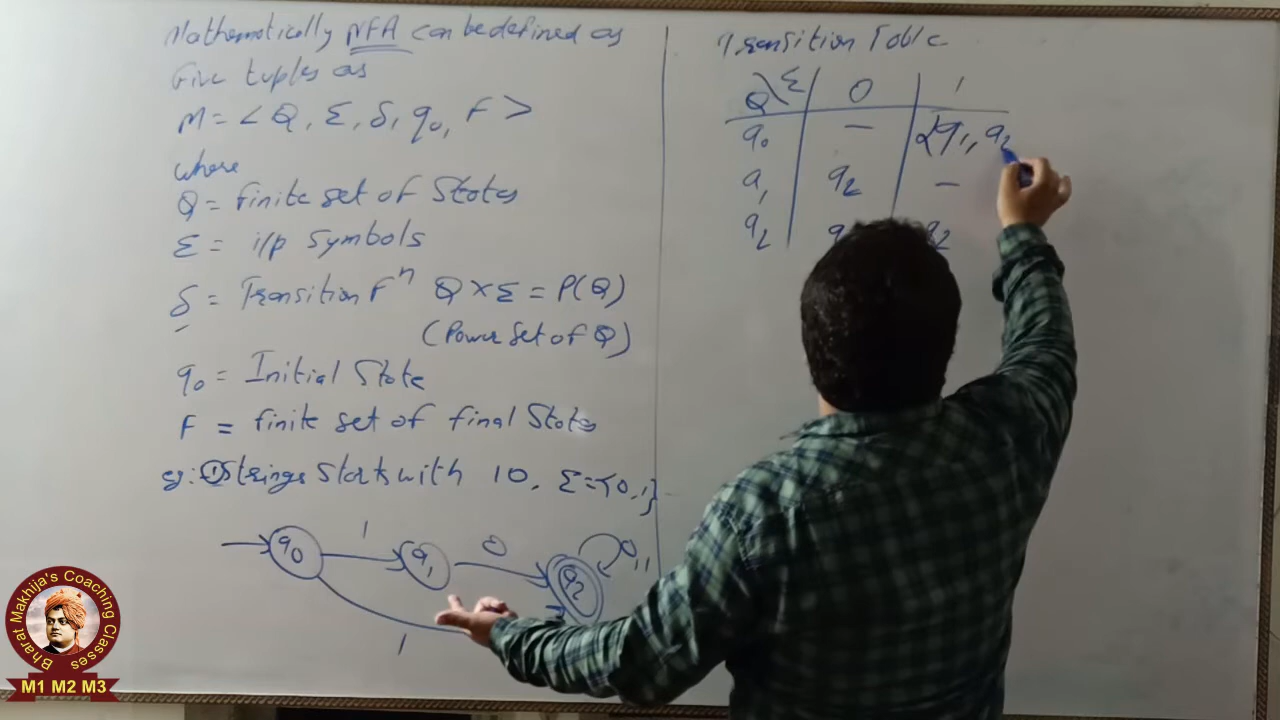 Mathematically NFA can be defined as
Five tuples as
M = < Q, Σ, δ, q0, F >
where
Q = finite set of States
Σ = i/p Symbols
δ = Transition Fⁿ Q × Σ = P(Q)
(Power Set of Q)
q0 = Initial State
F = finite set of final States
eg: ① Strings starts with 10, Σ = {0, 1}
1
q0 q1 0 q2 0,1
1
Transition Table
Q \ Σ 0 1
q0 — {q1, q2
q1 q2 —
q2 q2
Bharat Makhija's Coaching Classes
M1 M2 M3